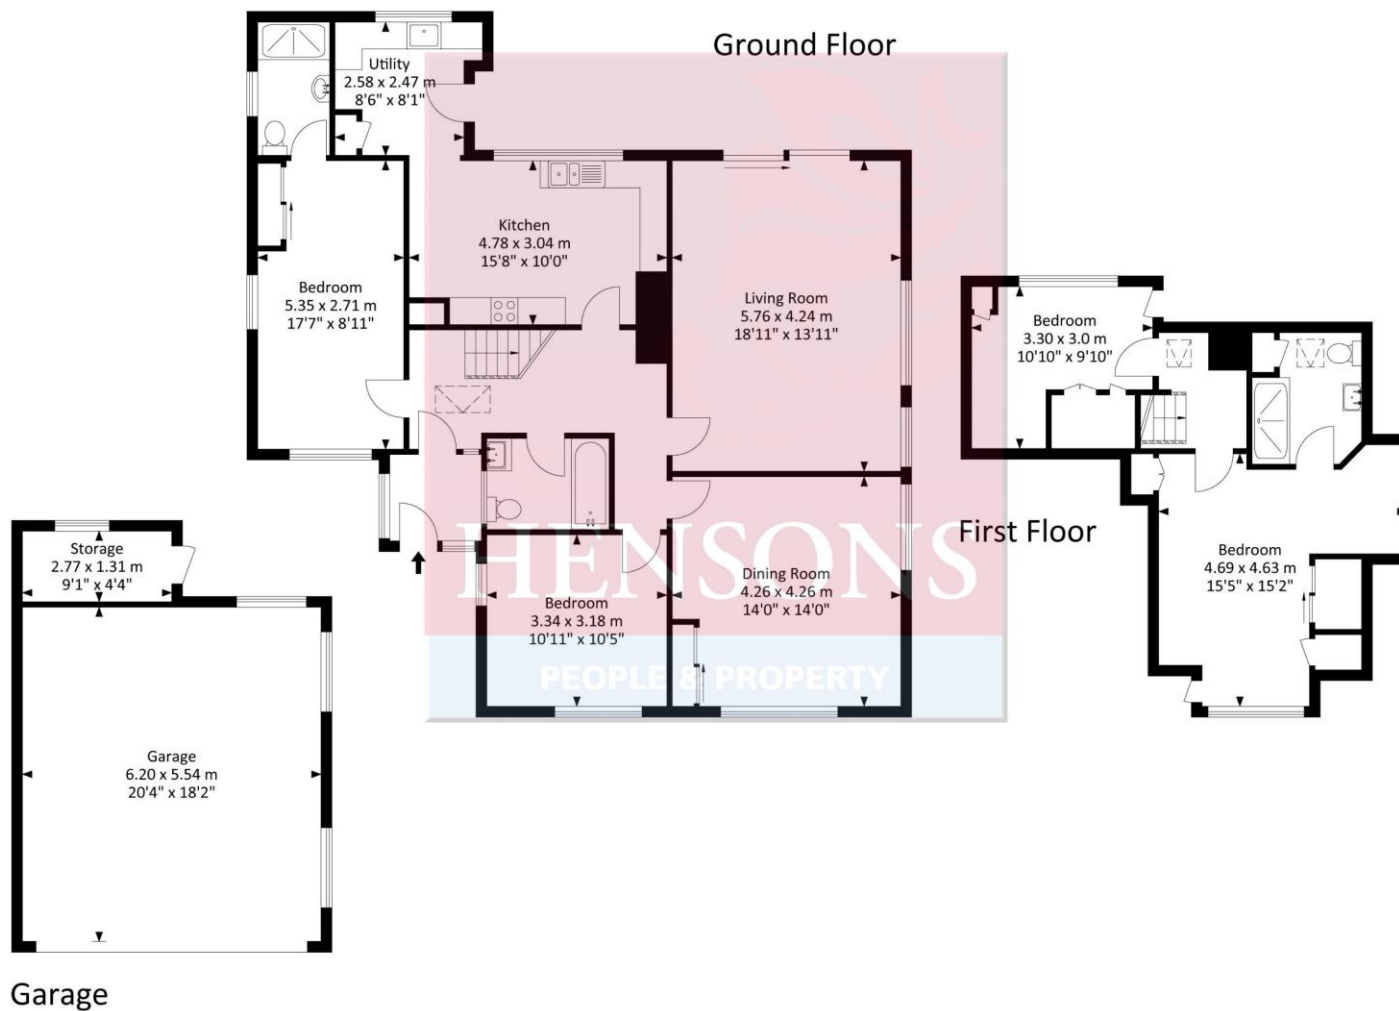 Ground Floor
Utility
2.58 x 2.47 m
8'6" x 8'1"
Kitchen
4.78 x 3.04 m
15'8" x 10'0"
Bedroom
5.35 x 2.71 m
17'7" x 8'11"
Living Room
5.76 x 4.24 m
18'11" x 13'11"
Bedroom
3.30 x 3.0 m
10'10" x 9'10"
First Floor
HENSONS
Storage
2.77 x 1.31 m
9'1" x 4'4"
Bedroom
3.34 x 3.18 m
10'11" x 10'5"
Dining Room
4.26 x 4.26 m
14'0" x 14'0"
Bedroom
4.69 x 4.63 m
15'5" x 15'2"
PEOPLE & PROPERTY
Garage
6.20 x 5.54 m
20'4" x 18'2"
Garage